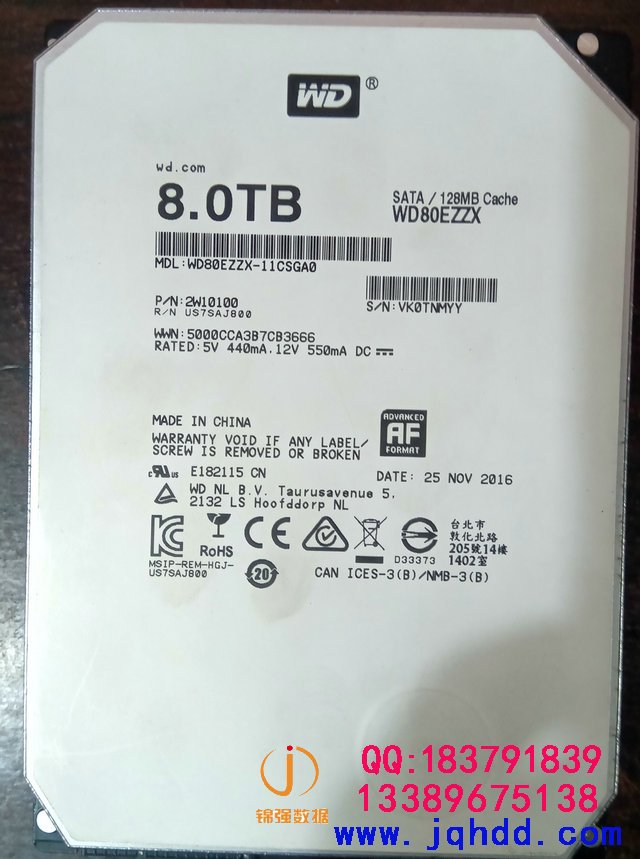 WD®
wd.com
8.0TB
SATA / 128MB Cache
WD80EZZX
MDL:WD80EZZX-11CSGA0
P/N:2W10100
R/N US7SAJ800
S/N:VK0TNMYY
WWN:5000CCA3B7CB3666
RATED:5V 440mA.12V 550mA DC
MADE IN CHINA
WARRANTY VOID IF ANY LABEL/
SCREW IS REMOVED OR BROKEN
ADVANCED
AF
FORMAT
c UL us E182115 CN
DATE: 25 NOV 2016
WD NL B.V. Taurusavenue 5,
2132 LS Hoofddorp NL
RoHS
CE
D33373
台北市
敦化北路
205號14樓
1402室
MSIP-REM-HGJ-
US7SAJ800
20
CAN ICES-3(B)/NMB-3(B)
锦强数据
QQ:183791839
13389675138
www.jqhdd.com